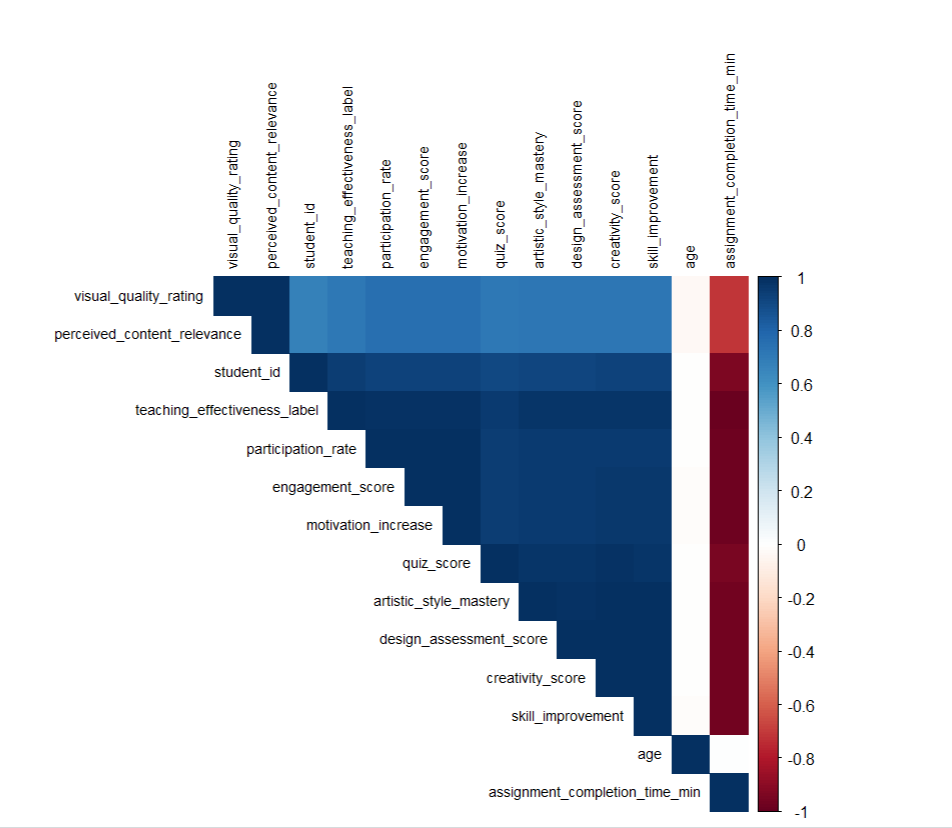 visual_quality_rating
perceived_content_relevance
student_id
teaching_effectiveness_label
participation_rate
engagement_score
motivation_increase
quiz_score
artistic_style_mastery
design_assessment_score
creativity_score
skill_improvement
age
assignment_completion_time_min
visual_quality_rating
perceived_content_relevance
student_id
teaching_effectiveness_label
participation_rate
engagement_score
motivation_increase
quiz_score
artistic_style_mastery
design_assessment_score
creativity_score
skill_improvement
age
assignment_completion_time_min
1
0.8
0.6
0.4
0.2
0
-0.2
-0.4
-0.6
-0.8
-1